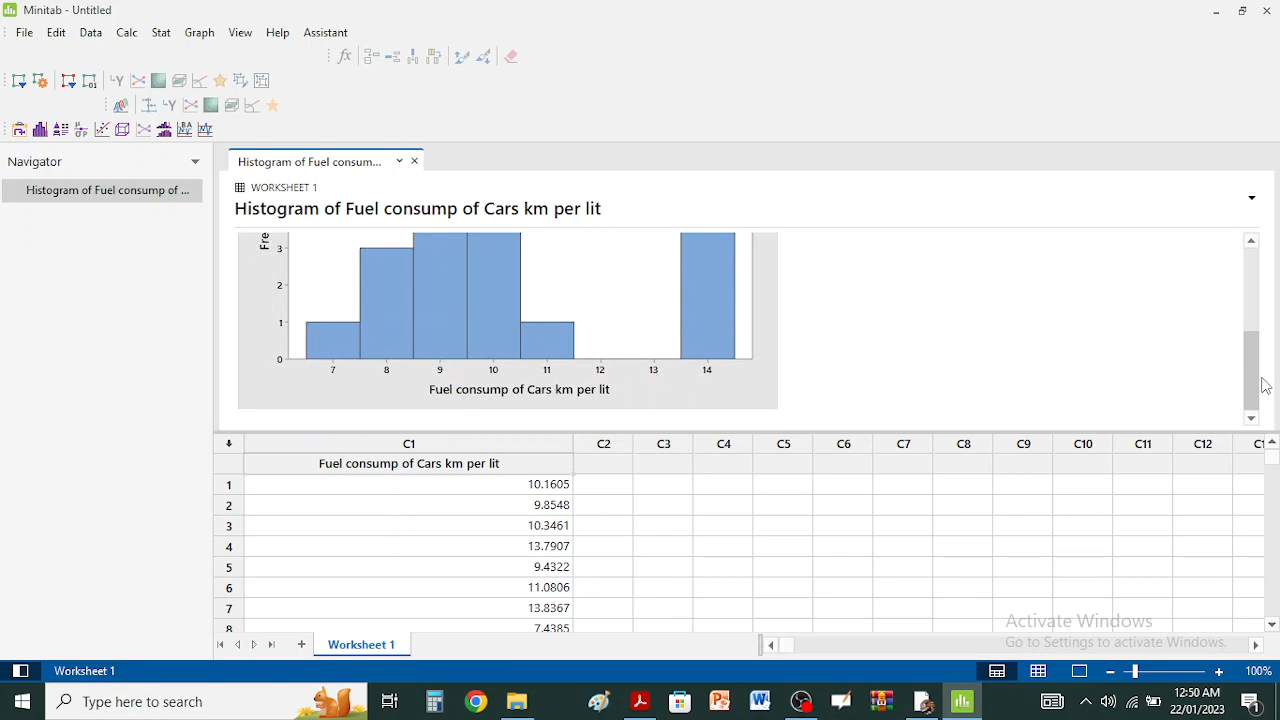 Minitab - Untitled
File Edit Data Calc Stat Graph View Help Assistant
Navigator
Histogram of Fuel consum...
Histogram of Fuel consump of ...
WORKSHEET 1
Histogram of Fuel consump of Cars km per lit
Fre
3
2
1
0
7 8 9 10 11 12 13 14
Fuel consump of Cars km per lit
C1 C2 C3 C4 C5 C6 C7 C8 C9 C10 C11 C12
Fuel consump of Cars km per lit
1 10.1605
2 9.8548
3 10.3461
4 13.7907
5 9.4322
6 11.0806
7 13.8367
8 7.4385
Activate Windows
Go to Settings to activate Windows.
Worksheet 1
Worksheet 1
100%
Type here to search
12:50 AM
22/01/2023
1